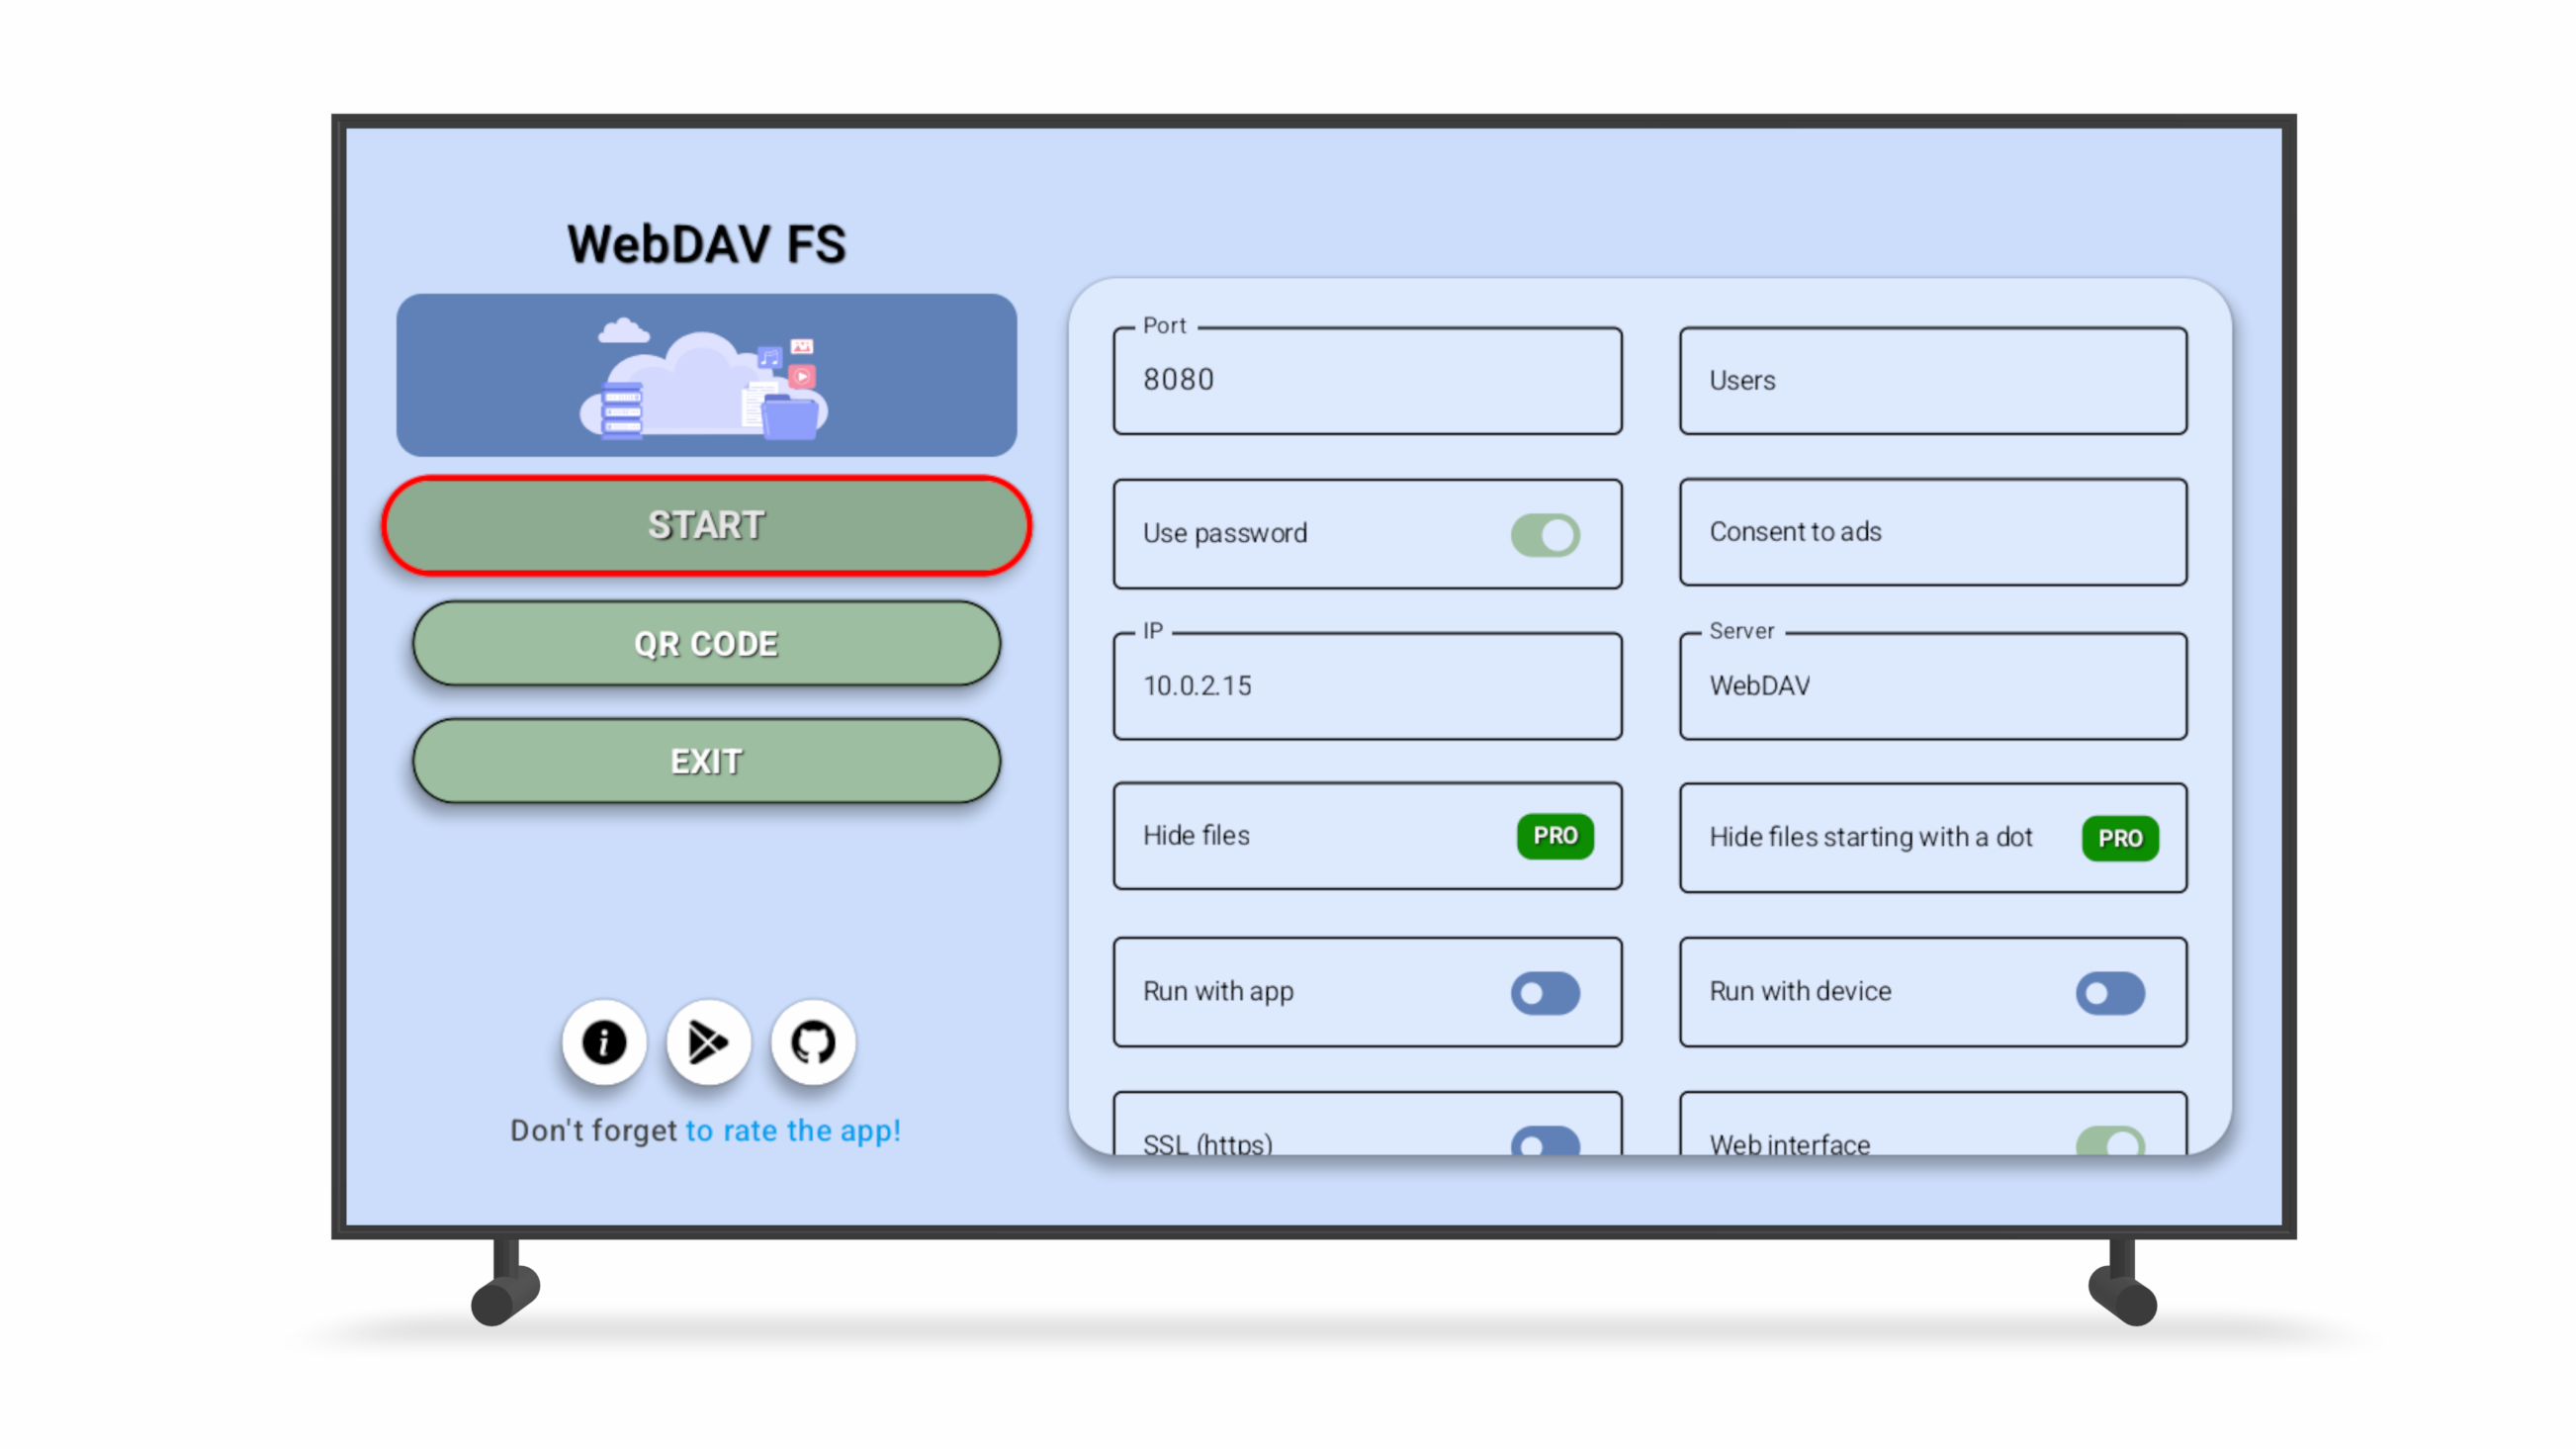 WebDAV FS
START
QR CODE
EXIT
Don't forget to rate the app!
Port
8080
Users
Use password
Consent to ads
IP
10.0.2.15
Server
WebDAV
Hide files
PRO
Hide files starting with a dot
PRO
Run with app
Run with device
SSL (https)
Web interface